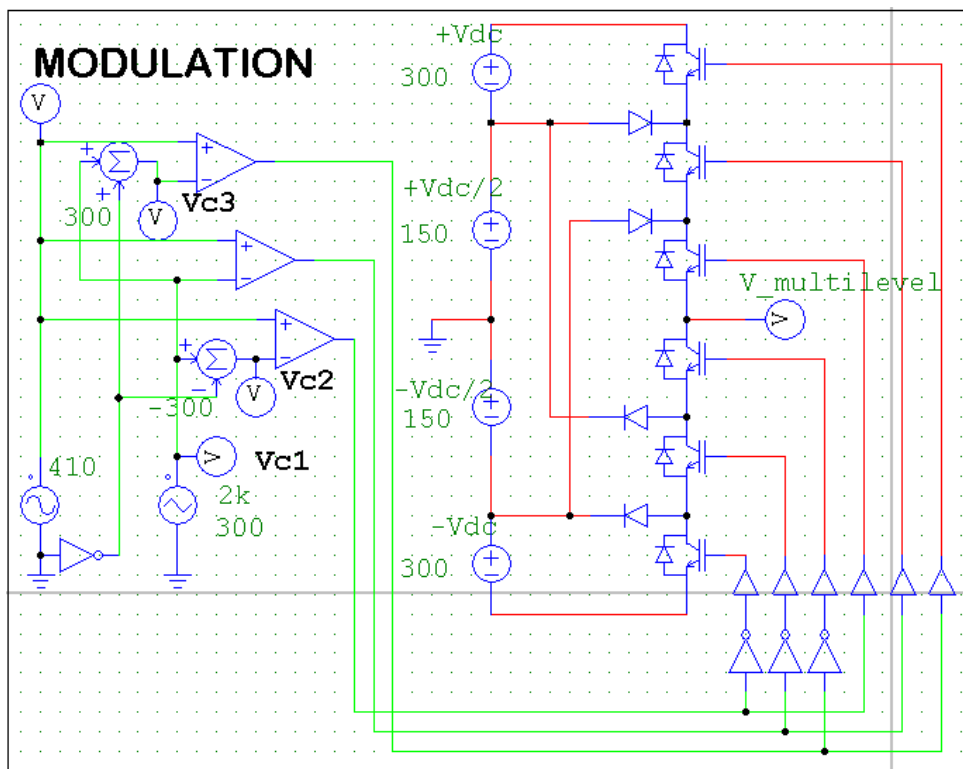 MODULATION
V
+
+
Σ
300
V
Vc3
+
−
+
−
+
−
+
Σ
-
-300
V
Vc2
V
Vc1
410
2k
300
+Vdc
300
+
−
+Vdc/2
150
+
−
-Vdc/2
150
+
−
-Vdc
300
+
−
V_multilevel
V